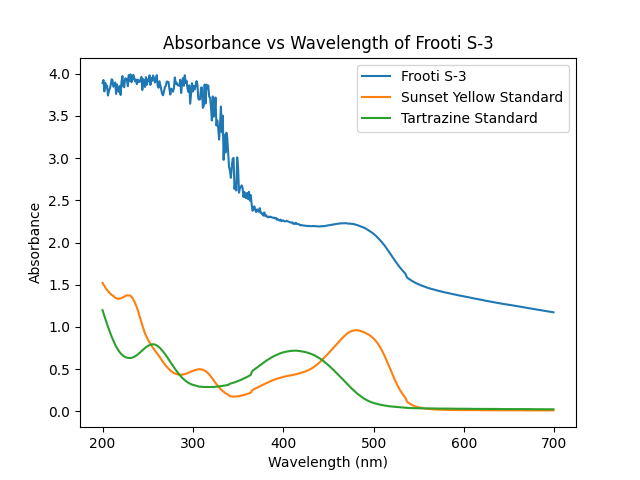 Absorbance vs Wavelength of Frooti S-3
Frooti S-3
Sunset Yellow Standard
Tartrazine Standard
Absorbance
4.0
3.5
3.0
2.5
2.0
1.5
1.0
0.5
0.0
200 300 400 500 600 700
Wavelength (nm)